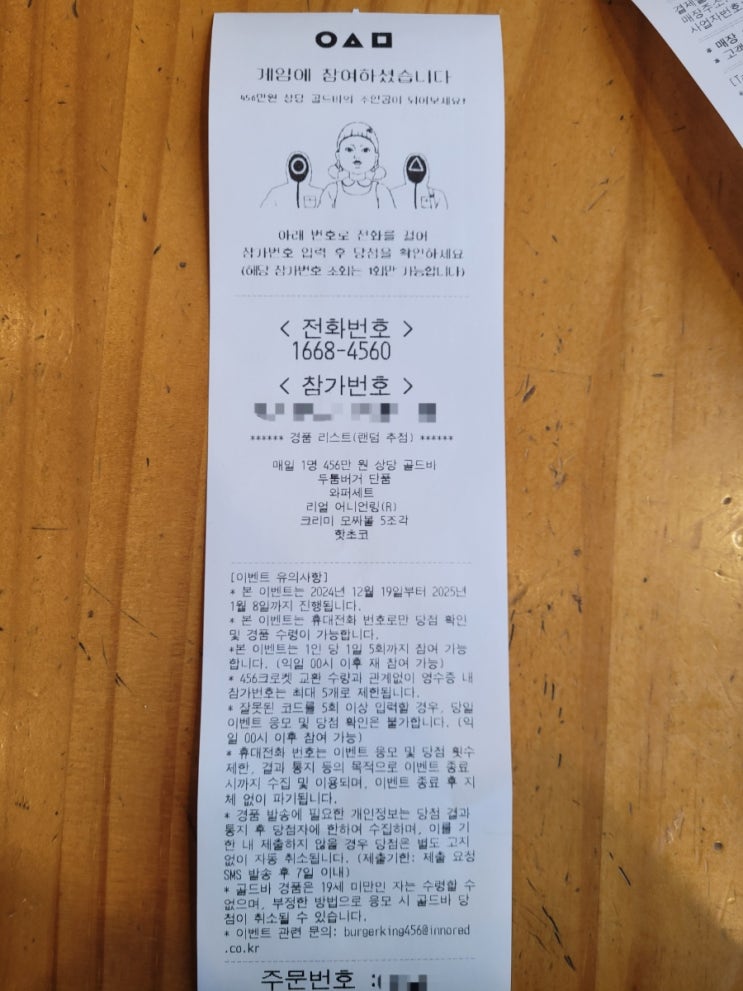 게임에 참여하셨습니다
456만원 상당 골드바의 주인공이 되어보세요!
아래 번호로 전화를 걸어
참가번호 입력 후 당첨을 확인하세요
(해당 참가번호 조회는 1회만 가능합니다)
< 전화번호 >
1668-4560
< 참가번호 >
****** 경품 리스트(랜덤 추첨) ******
매일 1명 456만 원 상당 골드바
두툼버거 단품
와퍼세트
리얼 어니언링(R)
크리미 모짜볼 5조각
핫초코
[이벤트 유의사항]
* 본 이벤트는 2024년 12월 19일부터 2025년
1월 8일까지 진행됩니다.
* 본 이벤트는 휴대전화 번호로만 당첨 확인
및 경품 수령이 가능합니다.
*본 이벤트는 1인 당 1일 5회까지 참여 가능
합니다. (익일 00시 이후 재 참여 가능)
* 456크로켓 교환 수량과 관계없이 영수증 내
참가번호는 최대 5개로 제한됩니다.
* 잘못된 코드를 5회 이상 입력할 경우, 당일
이벤트 응모 및 당첨 확인은 불가합니다. (익
일 00시 이후 참여 가능)
* 휴대전화 번호는 이벤트 응모 및 당첨 횟수
제한, 결과 통지 등의 목적으로 이벤트 종료
시까지 수집 및 이용되며, 이벤트 종료 후 지
체 없이 파기됩니다.
* 경품 발송에 필요한 개인정보는 당첨 결과
통지 후 당첨자에 한하여 수집하며, 이를 기
한 내 제출하지 않을 경우 당첨은 별도 고지
없이 자동 취소됩니다. (제출기한: 제출 요청
SMS 발송 후 7일 이내)
* 골드바 경품은 19세 미만인 자는 수령할 수
없으며, 부정한 방법으로 응모 시 골드바 당
첨이 취소될 수 있습니다.
* 이벤트 관련 문의: burgerking456@innored
.co.kr
주문번호 :
매장주소
사업자번호
* 매장
* 고객